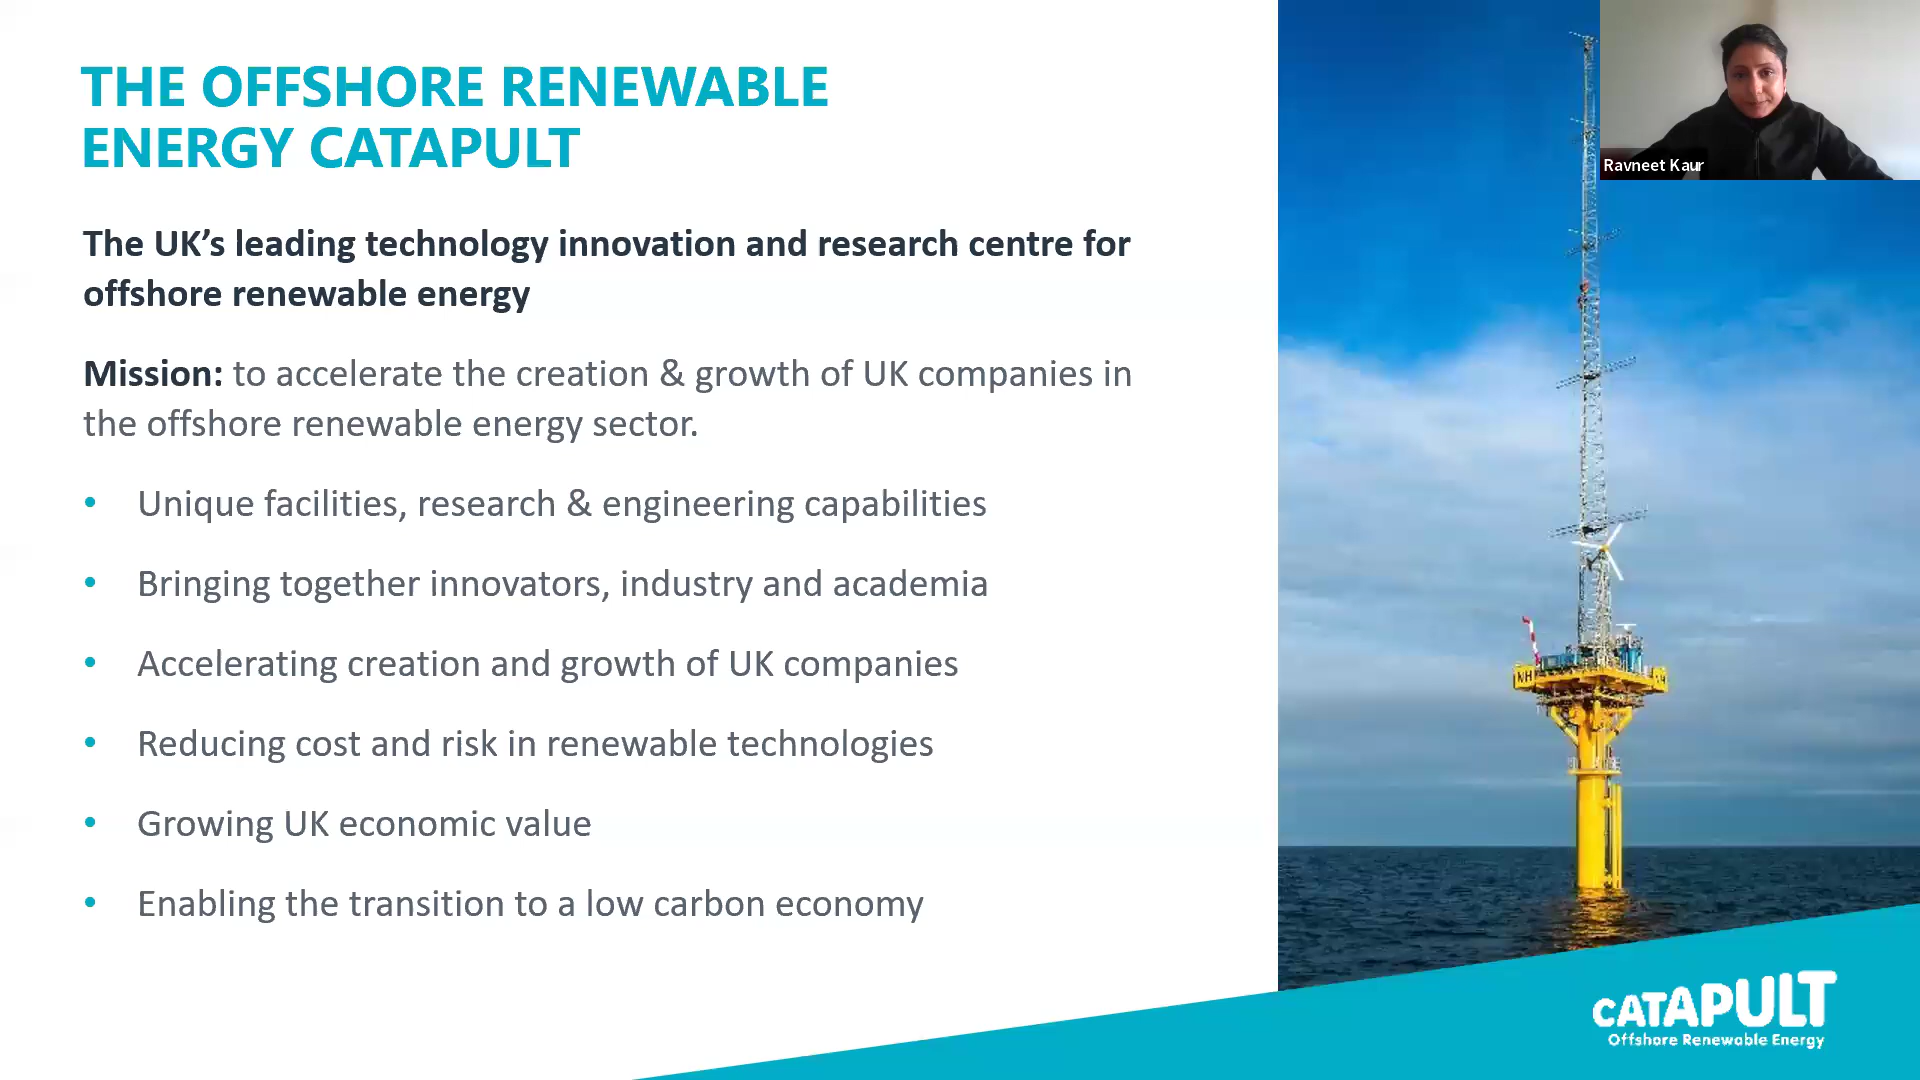 THE OFFSHORE RENEWABLE
ENERGY CATAPULT
The UK’s leading technology innovation and research centre for
offshore renewable energy
Mission: to accelerate the creation & growth of UK companies in
the offshore renewable energy sector.
• Unique facilities, research & engineering capabilities
• Bringing together innovators, industry and academia
• Accelerating creation and growth of UK companies
• Reducing cost and risk in renewable technologies
• Growing UK economic value
• Enabling the transition to a low carbon economy
Ravneet Kaur
NH
CATAPULT
Offshore Renewable Energy